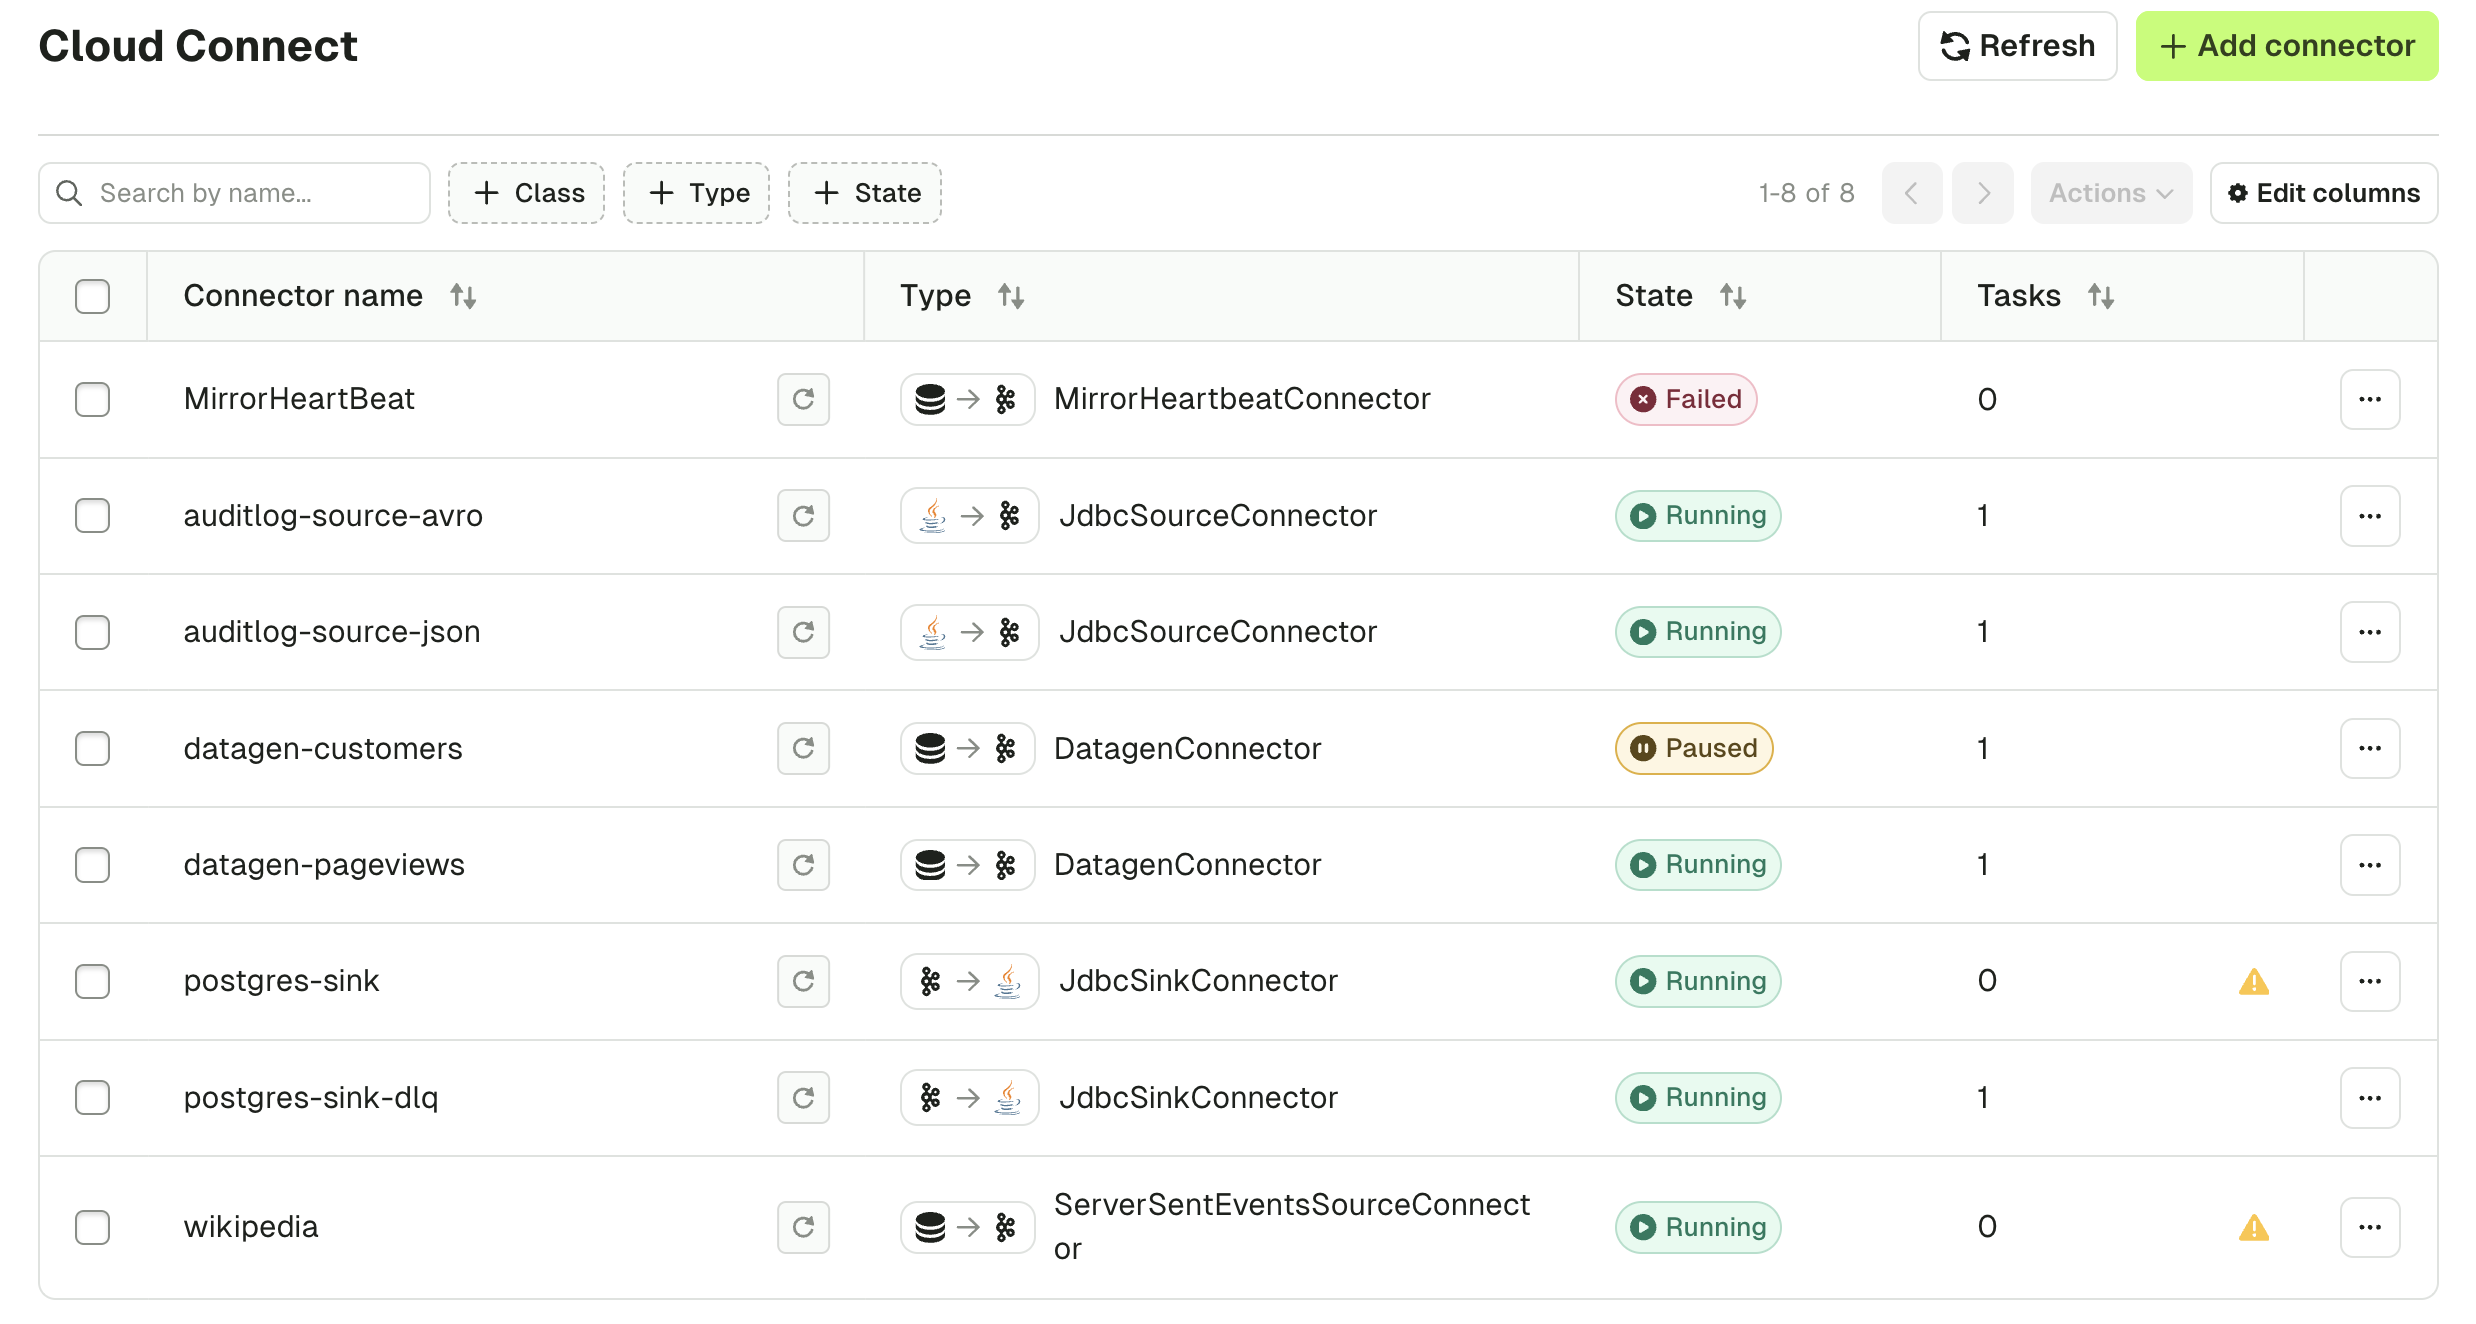 Cloud Connect
Refresh
Add connector
Search by name...
Class
Type
State
1-8 of 8
Actions
Edit columns
Connector name
Type
State
Tasks
MirrorHeartBeat
MirrorHeartbeatConnector
Failed
0
auditlog-source-avro
JdbcSourceConnector
Running
1
auditlog-source-json
JdbcSourceConnector
Running
1
datagen-customers
DatagenConnector
Paused
1
datagen-pageviews
DatagenConnector
Running
1
postgres-sink
JdbcSinkConnector
Running
0
postgres-sink-dlq
JdbcSinkConnector
Running
1
wikipedia
ServerSentEventsSourceConnect
or
Running
0